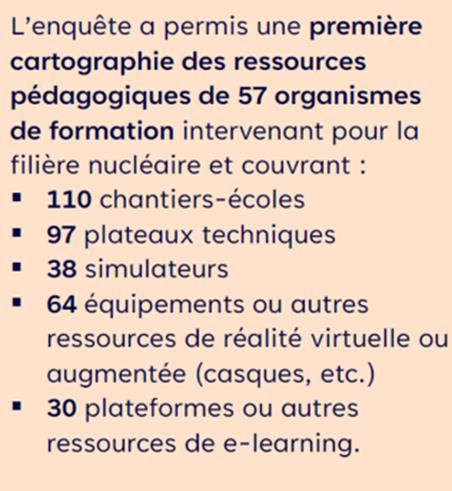 L'enquête a permis une première
cartographie des ressources
pédagogiques de 57 organismes
de formation intervenant pour la
filière nucléaire et couvrant :
▪ 110 chantiers-écoles
▪ 97 plateaux techniques
▪ 38 simulateurs
▪ 64 équipements ou autres
ressources de réalité virtuelle ou
augmentée (casques, etc.)
▪ 30 plateformes ou autres
ressources de e-learning.